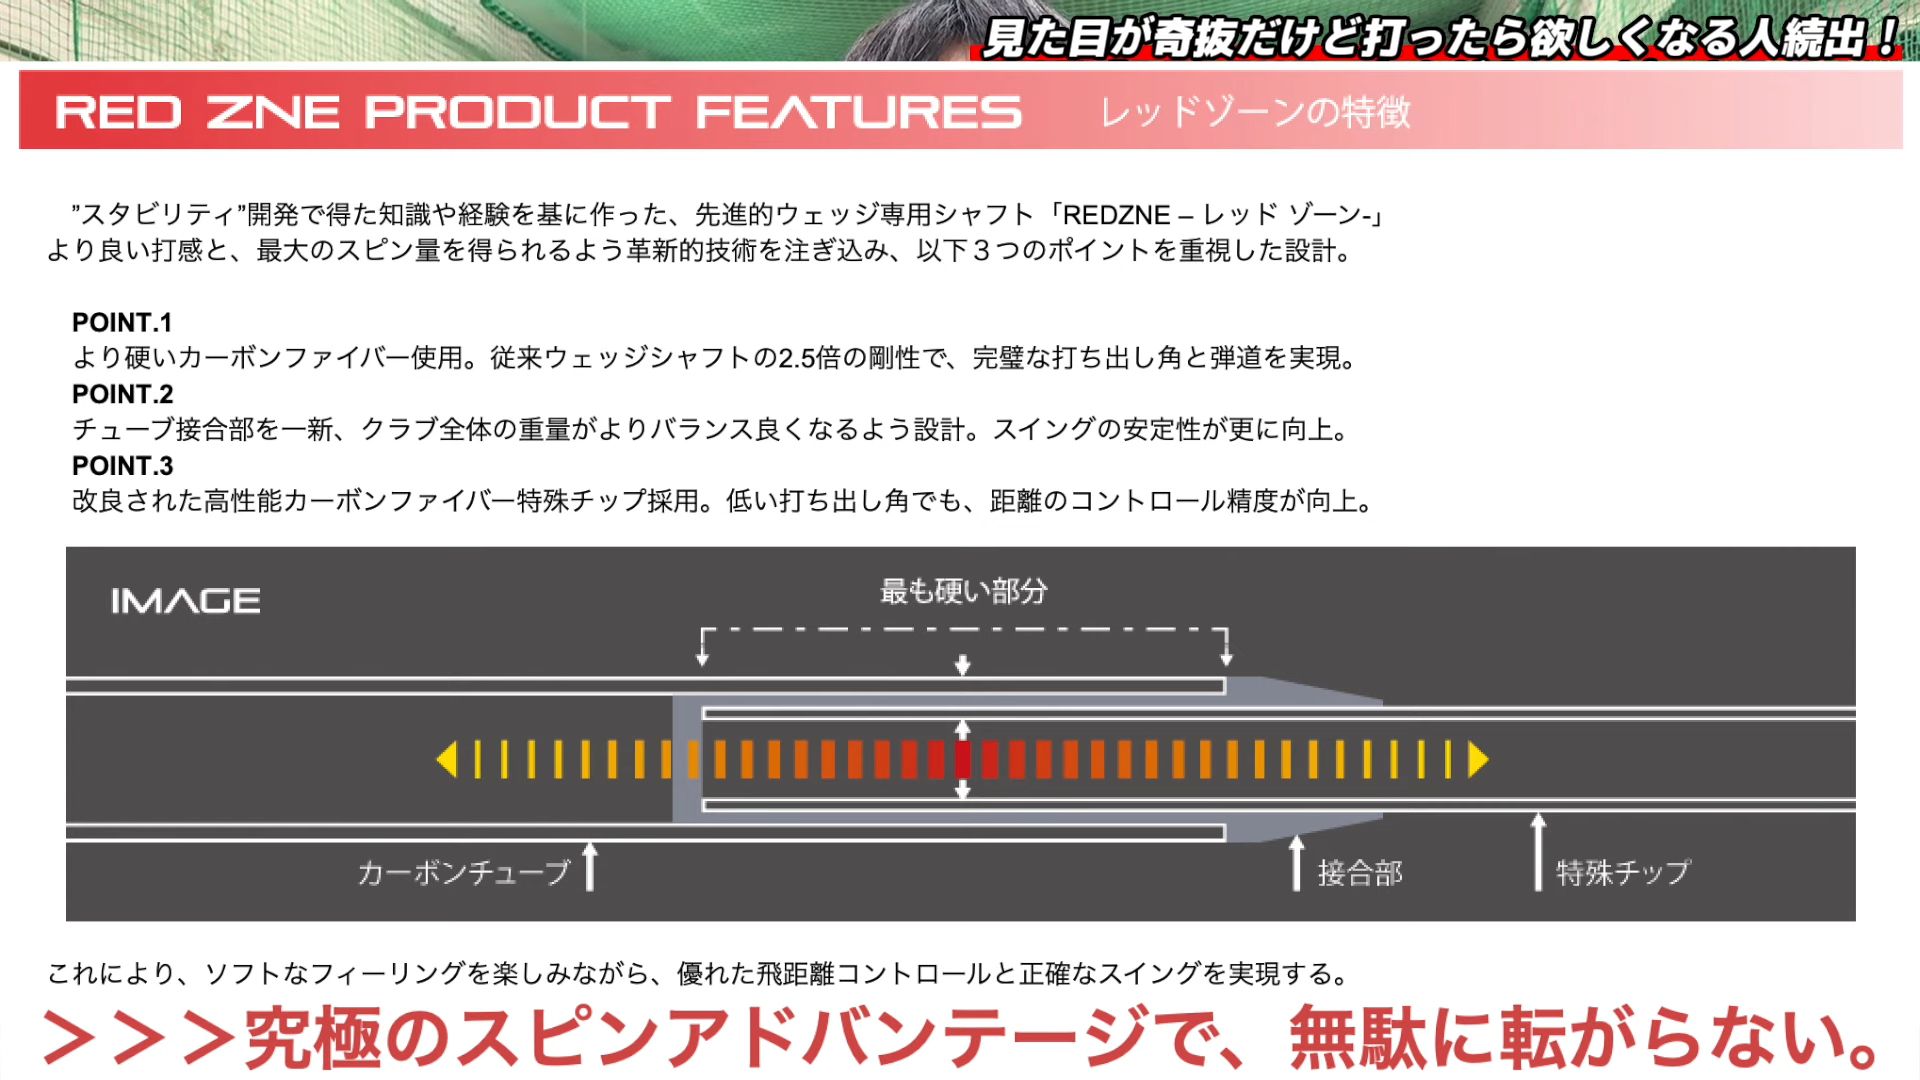 見た目が奇抜だけど打ったら欲しくなる人続出！
RED ZNE PRODUCT FEATURES レッドゾーンの特徴
”スタビリティ”開発で得た知識や経験を基に作った、先進的ウェッジ専用シャフト「REDZNE – レッド ゾーン-」
より良い打感と、最大のスピン量を得られるよう革新的技術を注ぎ込み、以下３つのポイントを重視した設計。
POINT.1
より硬いカーボンファイバー使用。従来ウェッジシャフトの2.5倍の剛性で、完璧な打ち出し角と弾道を実現。
POINT.2
チューブ接合部を一新、クラブ全体の重量がよりバランス良くなるよう設計。スイングの安定性が更に向上。
POINT.3
改良された高性能カーボンファイバー特殊チップ採用。低い打ち出し角でも、距離のコントロール精度が向上。
IMAGE
最も硬い部分
カーボンチューブ
接合部
特殊チップ
これにより、ソフトなフィーリングを楽しみながら、優れた飛距離コントロールと正確なスイングを実現する。
＞＞＞究極のスピンアドバンテージで、無駄に転がらない。